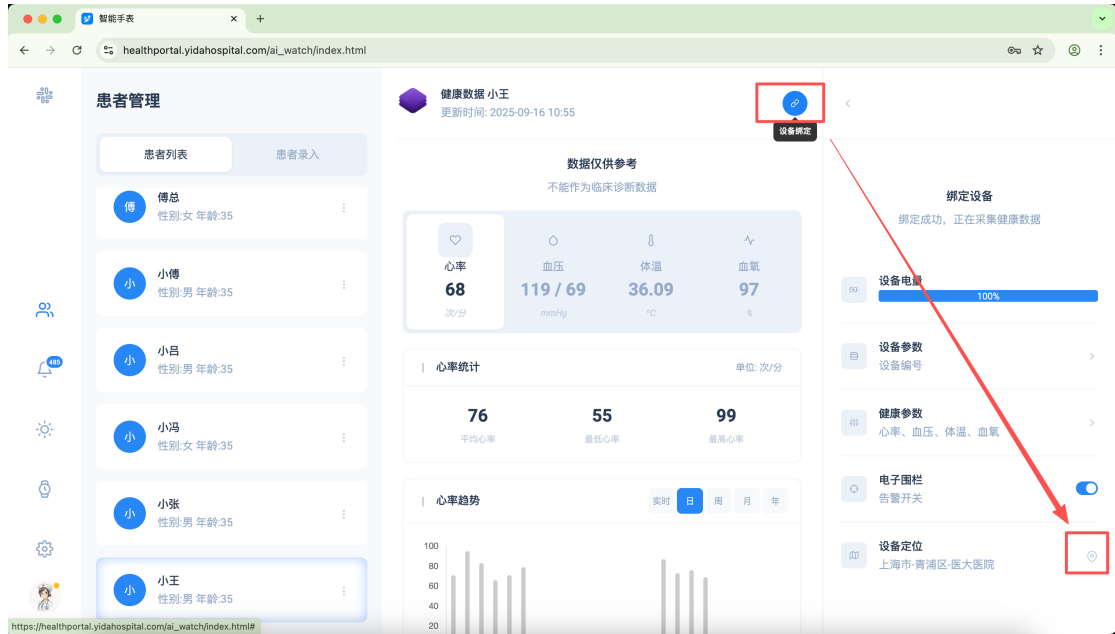 智能手表
healthportal.yidahospital.com/ai_watch/index.html
患者管理
患者列表
患者录入
傅总
性别:女 年龄:35
小傅
性别:男 年龄:35
小吕
性别:男 年龄:35
小冯
性别:女 年龄:35
小张
性别:男 年龄:35
小王
性别:男 年龄:35
傅
小
小
小
小
小
485
https://healthportal.yidahospital.com/ai_watch/index.html#
健康数据 小王
更新时间: 2025-09-16 10:55
设备绑定
数据仅供参考
不能作为临床诊断数据
心率
68
次/分
血压
119 / 69
mmHg
体温
36.09
°C
血氧
97
%
心率统计
单位: 次/分
76
平均心率
55
最低心率
99
最高心率
心率趋势
实时
日
周
月
年
100
80
60
40
20
绑定设备
绑定成功，正在采集健康数据
设备电量
100%
设备参数
设备编号
健康参数
心率、血压、体温、血氧
电子围栏
告警开关
设备定位
上海市-青浦区-医大医院